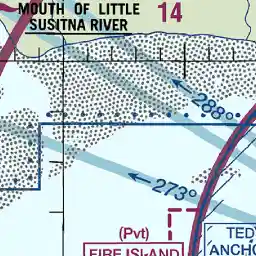 MOUTH OF LITTLE
SUSITNA RIVER
14
288°
273°
(Pvt)
FIRE ISLAND
TED
ANCHO